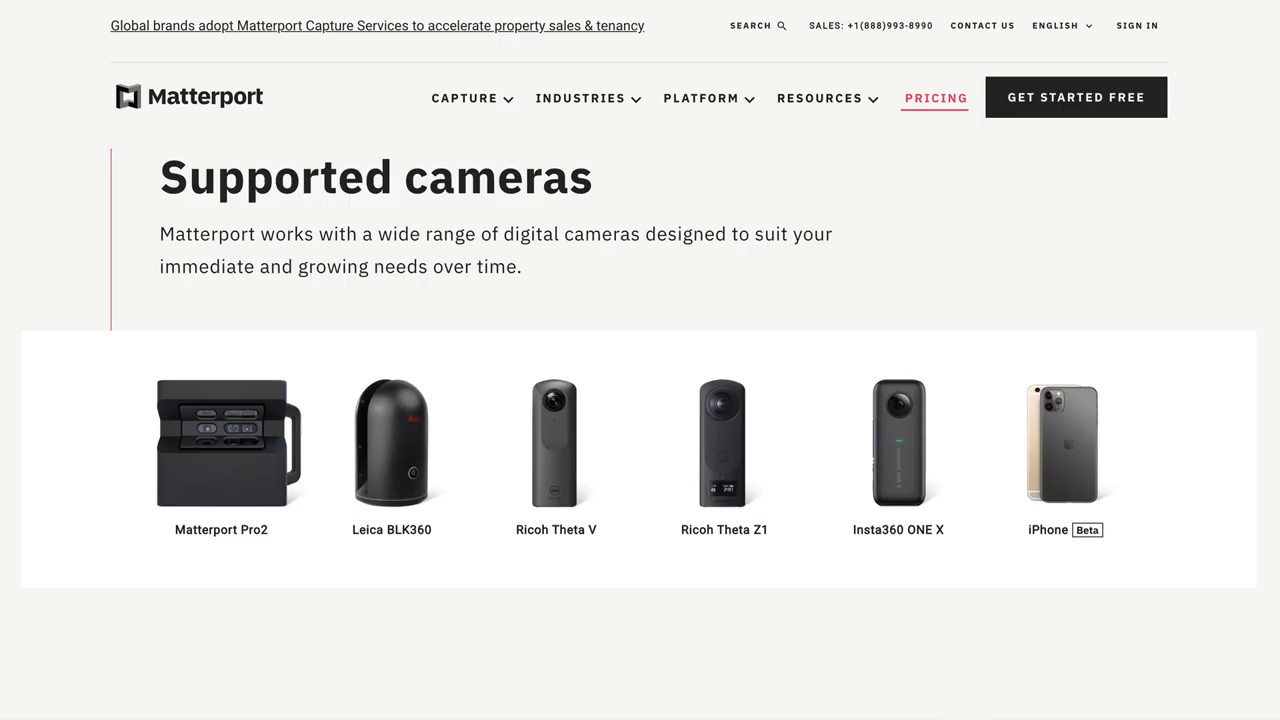 Global brands adopt Matterport Capture Services to accelerate property sales & tenancy
SEARCH
SALES: +1(888)993-8990
CONTACT US
ENGLISH
SIGN IN
Matterport
CAPTURE
INDUSTRIES
PLATFORM
RESOURCES
PRICING
GET STARTED FREE
Supported cameras
Matterport works with a wide range of digital cameras designed to suit your
immediate and growing needs over time.
Matterport Pro2
Leica BLK360
Ricoh Theta V
Ricoh Theta Z1
Insta360 ONE X
iPhone Beta